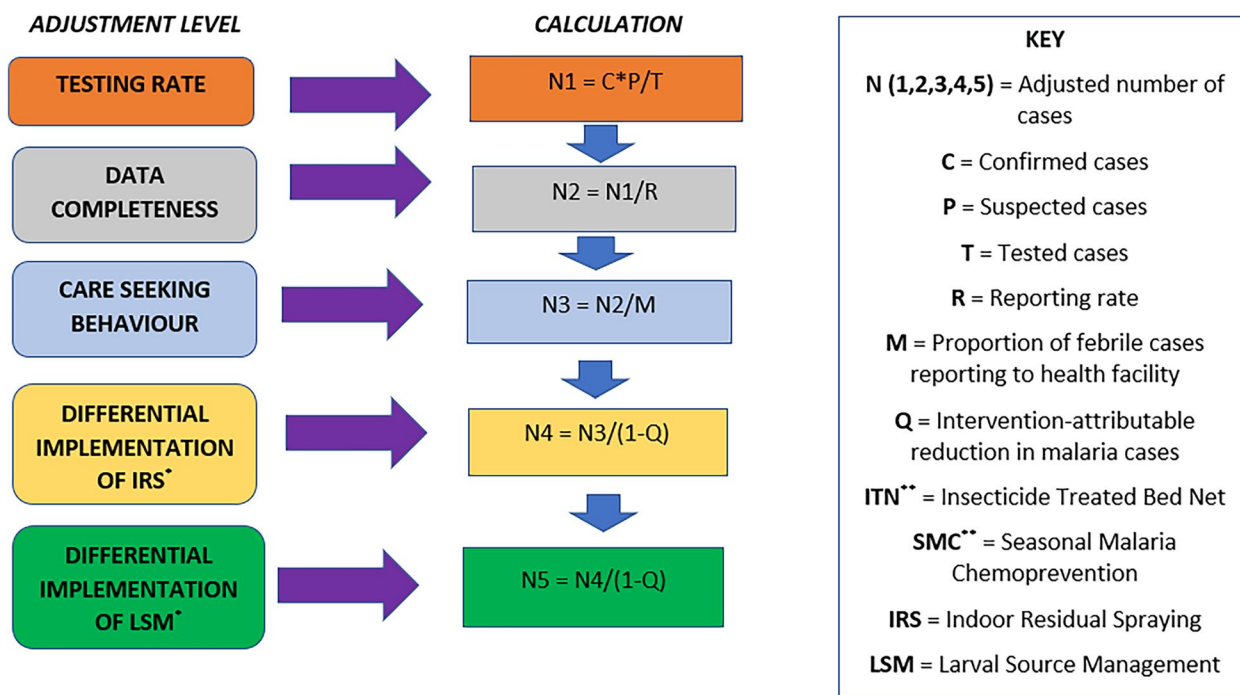 ADJUSTMENT LEVEL
CALCULATION
TESTING RATE
N1 = C*P/T
DATA
COMPLETENESS
N2 = N1/R
CARE SEEKING
BEHAVIOUR
N3 = N2/M
DIFFERENTIAL
IMPLEMENTATION
OF IRS*
N4 = N3/(1-Q)
DIFFERENTIAL
IMPLEMENTATION
OF LSM*
N5 = N4/(1-Q)
KEY
N (1,2,3,4,5) = Adjusted number of
cases
C = Confirmed cases
P = Suspected cases
T = Tested cases
R = Reporting rate
M = Proportion of febrile cases
reporting to health facility
Q = Intervention-attributable
reduction in malaria cases
ITN** = Insecticide Treated Bed Net
SMC** = Seasonal Malaria
Chemoprevention
IRS = Indoor Residual Spraying
LSM = Larval Source Management